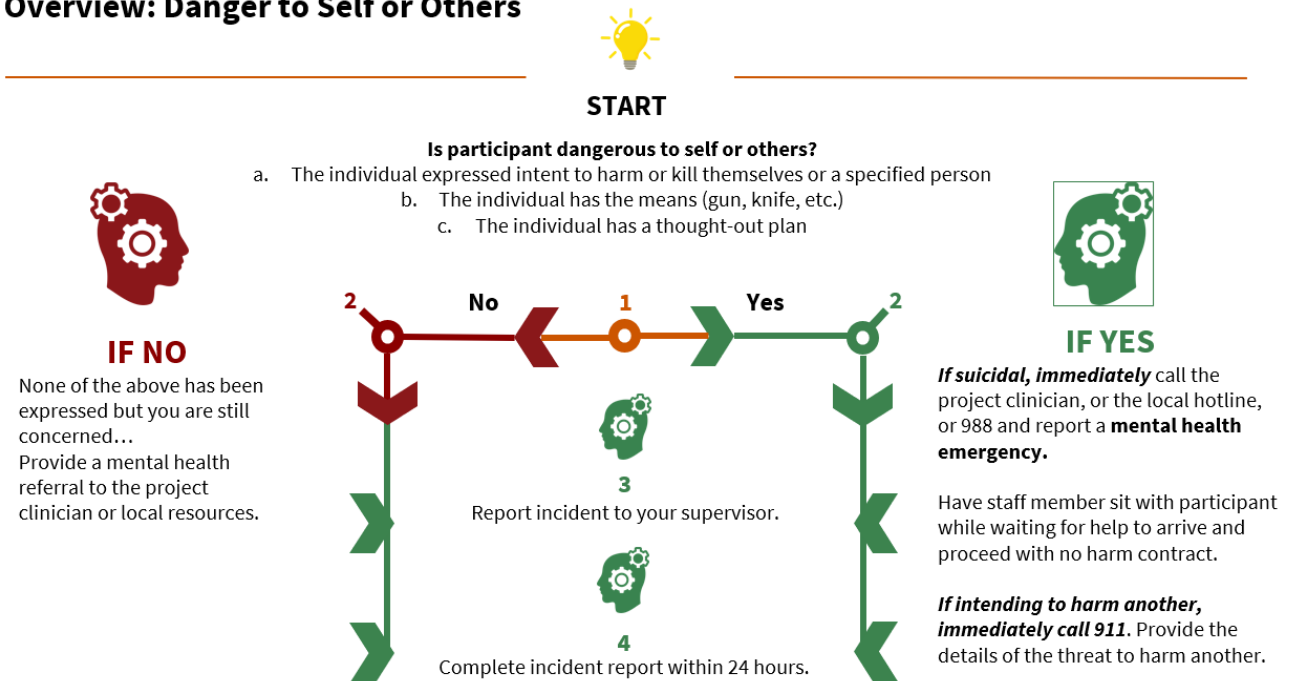 Overview: Danger to Self or Others
START
Is participant dangerous to self or others?
a. The individual expressed intent to harm or kill themselves or a specified person
b. The individual has the means (gun, knife, etc.)
c. The individual has a thought-out plan
2
No
1
Yes
2
IF NO
None of the above has been
expressed but you are still
concerned...
Provide a mental health
referral to the project
clinician or local resources.
3
Report incident to your supervisor.
4
Complete incident report within 24 hours.
IF YES
If suicidal, immediately call the
project clinician, or the local hotline,
or 988 and report a mental health
emergency.
Have staff member sit with participant
while waiting for help to arrive and
proceed with no harm contract.
If intending to harm another,
immediately call 911. Provide the
details of the threat to harm another.